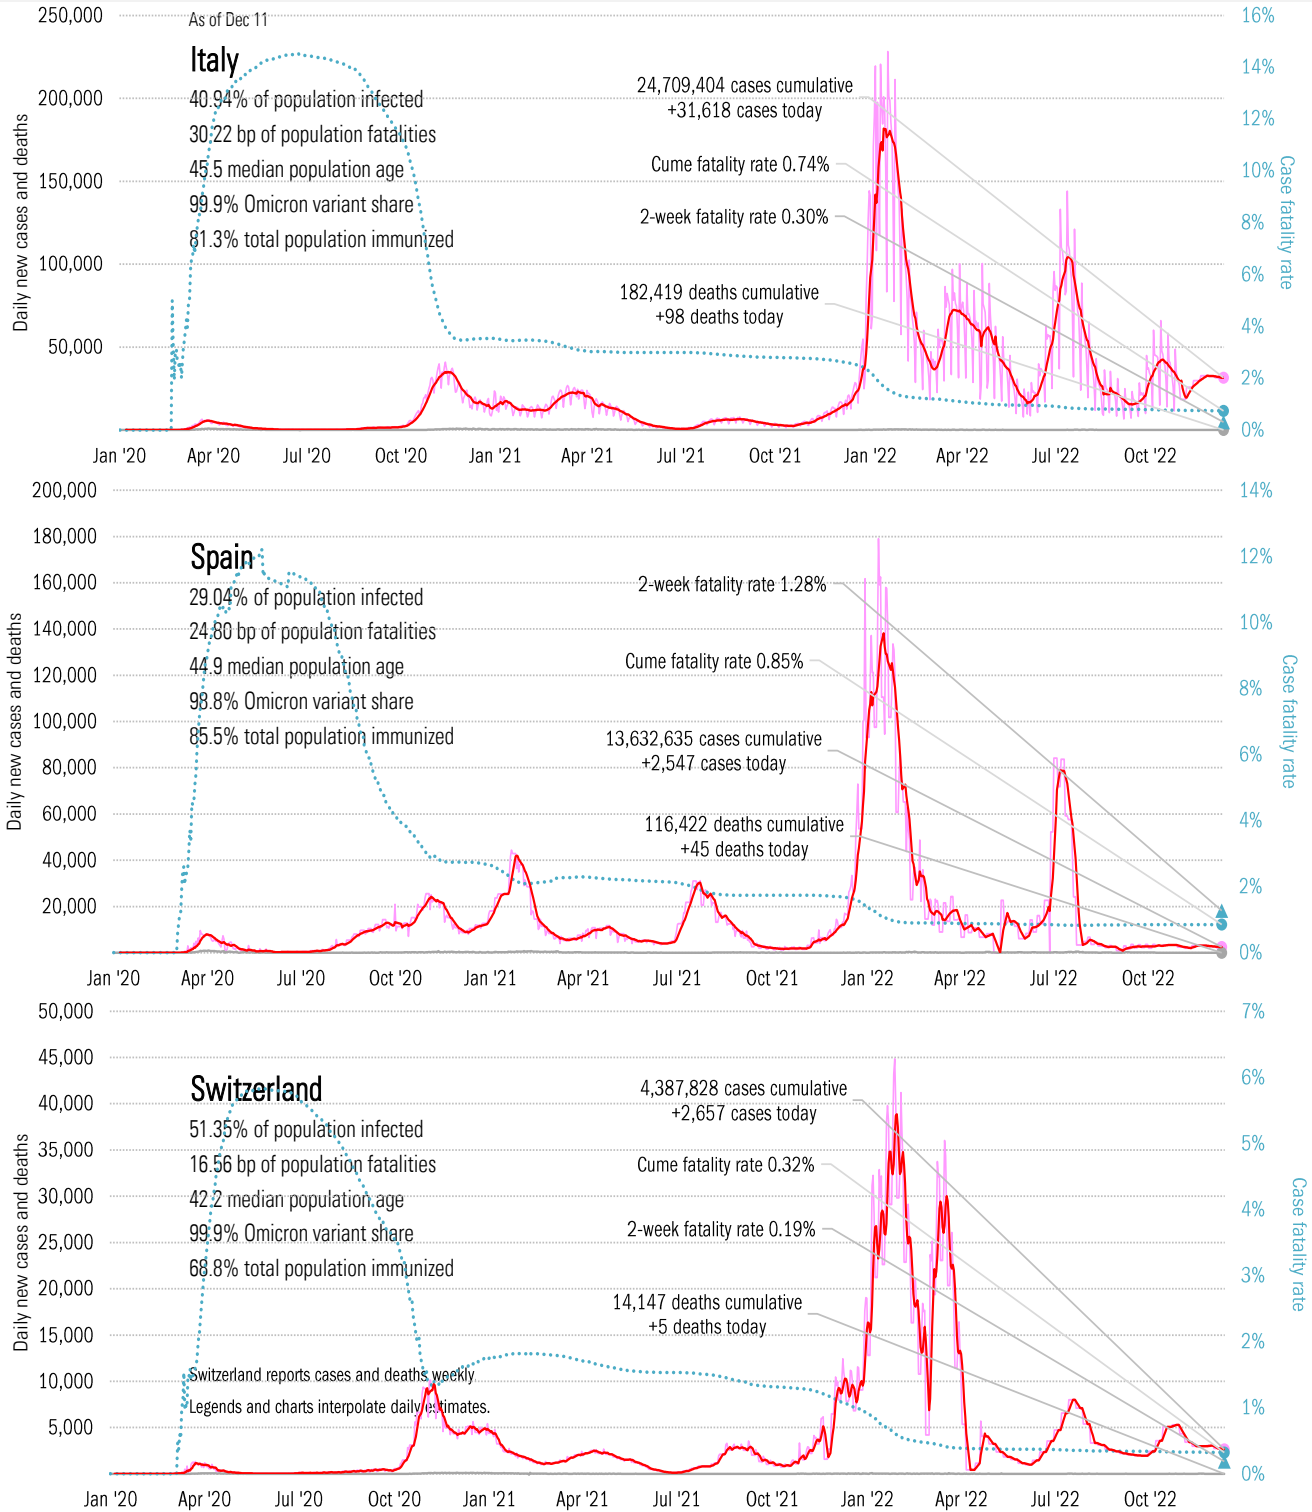 As of Dec 11
Italy
40.94% of population infected
30.22 bp of population fatalities
45.5 median population age
99.9% Omicron variant share
81.3% total population immunized
24,709,404 cases cumulative
+31,618 cases today
Cume fatality rate 0.74%
2-week fatality rate 0.30%
182,419 deaths cumulative
+98 deaths today
Daily new cases and deaths
250,000
200,000
150,000
100,000
50,000
Case fatality rate
16%
14%
12%
10%
8%
6%
4%
2%
0%
Jan '20 Apr '20 Jul '20 Oct '20 Jan '21 Apr '21 Jul '21 Oct '21 Jan '22 Apr '22 Jul '22 Oct '22
Spain
29.04% of population infected
24.80 bp of population fatalities
44.9 median population age
98.8% Omicron variant share
85.5% total population immunized
2-week fatality rate 1.28%
Cume fatality rate 0.85%
13,632,635 cases cumulative
+2,547 cases today
116,422 deaths cumulative
+45 deaths today
Daily new cases and deaths
200,000
180,000
160,000
140,000
120,000
100,000
80,000
60,000
40,000
20,000
Case fatality rate
14%
12%
10%
8%
6%
4%
2%
0%
Jan '20 Apr '20 Jul '20 Oct '20 Jan '21 Apr '21 Jul '21 Oct '21 Jan '22 Apr '22 Jul '22 Oct '22
Switzerland
51.35% of population infected
16.56 bp of population fatalities
42.2 median population age
99.9% Omicron variant share
68.8% total population immunized
4,387,828 cases cumulative
+2,657 cases today
Cume fatality rate 0.32%
2-week fatality rate 0.19%
14,147 deaths cumulative
+5 deaths today
Switzerland reports cases and deaths weekly
Legends and charts interpolate daily estimates.
Daily new cases and deaths
50,000
45,000
40,000
35,000
30,000
25,000
20,000
15,000
10,000
5,000
Case fatality rate
7%
6%
5%
4%
3%
2%
1%
0%
Jan '20 Apr '20 Jul '20 Oct '20 Jan '21 Apr '21 Jul '21 Oct '21 Jan '22 Apr '22 Jul '22 Oct '22